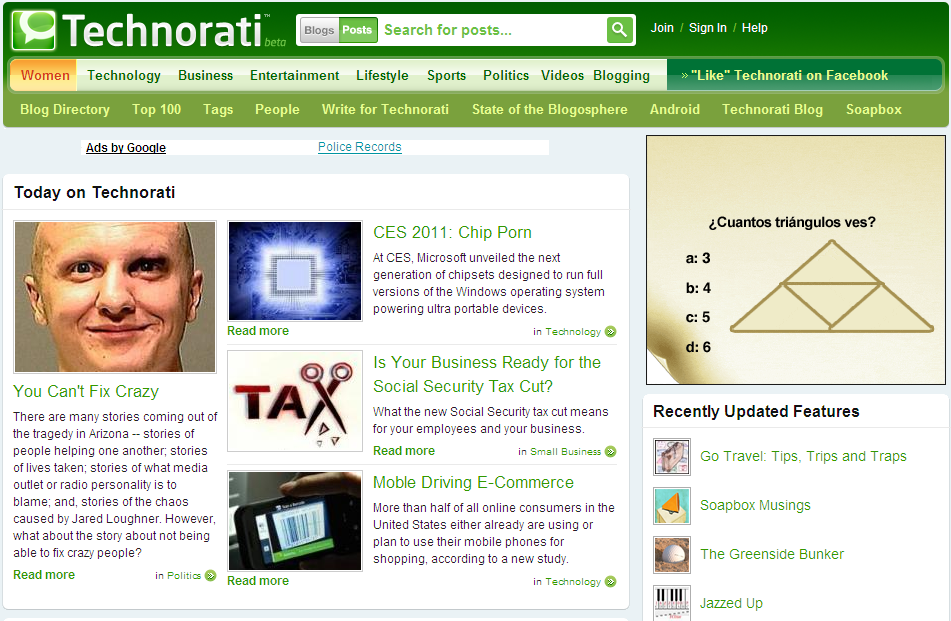 Technorati™ beta
Blogs Posts Search for posts...
Join / Sign In / Help
Women Technology Business Entertainment Lifestyle Sports Politics Videos Blogging » "Like" Technorati on Facebook
Blog Directory Top 100 Tags People Write for Technorati State of the Blogosphere Android Technorati Blog Soapbox
Ads by Google Police Records
Today on Technorati
You Can't Fix Crazy
There are many stories coming out of
the tragedy in Arizona -- stories of
people helping one another; stories
of lives taken; stories of what media
outlet or radio personality is to
blame; and, stories of the chaos
caused by Jared Loughner. However,
what about the story about not being
able to fix crazy people?
Read more in Politics
CES 2011: Chip Porn
At CES, Microsoft unveiled the next
generation of chipsets designed to run full
versions of the Windows operating system
powering ultra portable devices.
Read more in Technology
TAX
Is Your Business Ready for the
Social Security Tax Cut?
What the new Social Security tax cut means
for your employees and your business.
Read more in Small Business
Moble Driving E-Commerce
More than half of all online consumers in the
United States either already are using or
plan to use their mobile phones for
shopping, according to a new study.
Read more in Technology
¿Cuantos triángulos ves?
a: 3
b: 4
c: 5
d: 6
Recently Updated Features
Go Travel: Tips, Trips and Traps
Soapbox Musings
The Greenside Bunker
Jazzed Up